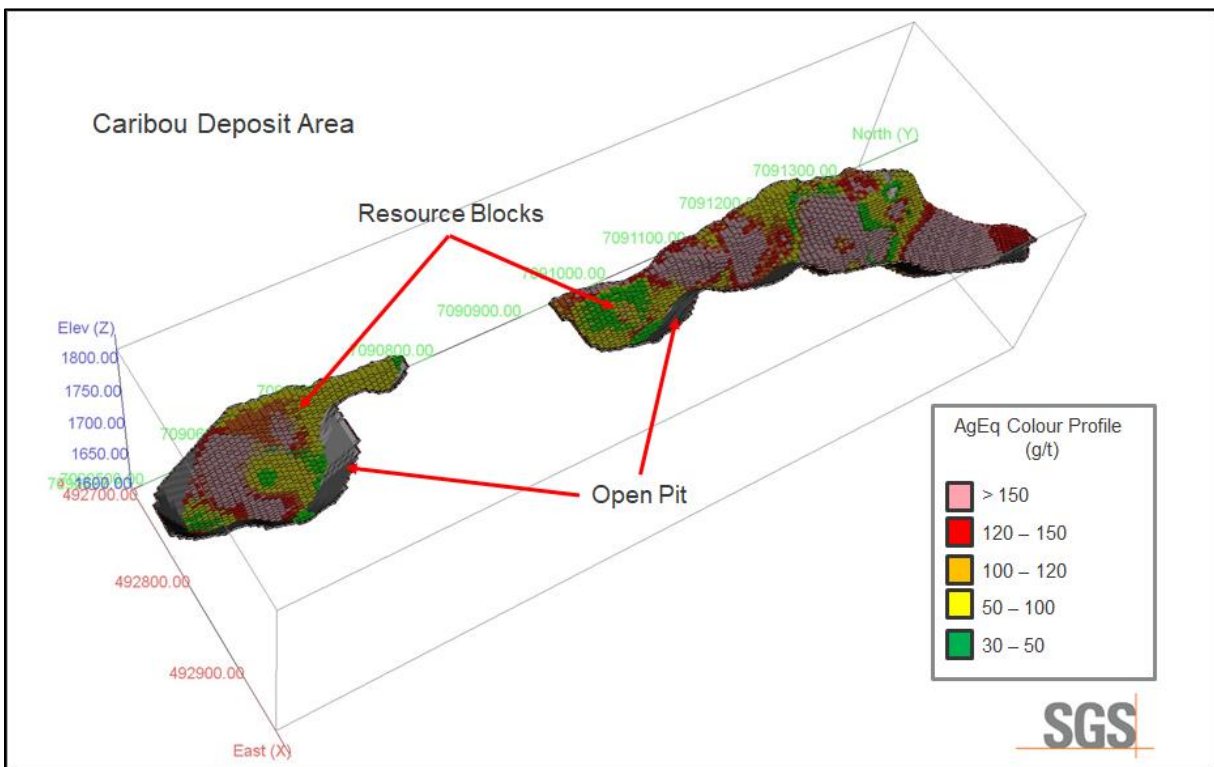 Caribou Deposit Area
North (Y)
7091300.00
7091200
7091100.00
Resource Blocks
7091000.00
7090900.00
Elev (Z)
1800.00
1750.00
1700.00
1650.00
1600.00
7090800.00
492700.00
492800.00
492900.00
East (X)
Open Pit
AgEq Colour Profile
(g/t)
> 150
120 – 150
100 – 120
50 – 100
30 – 50
SGS